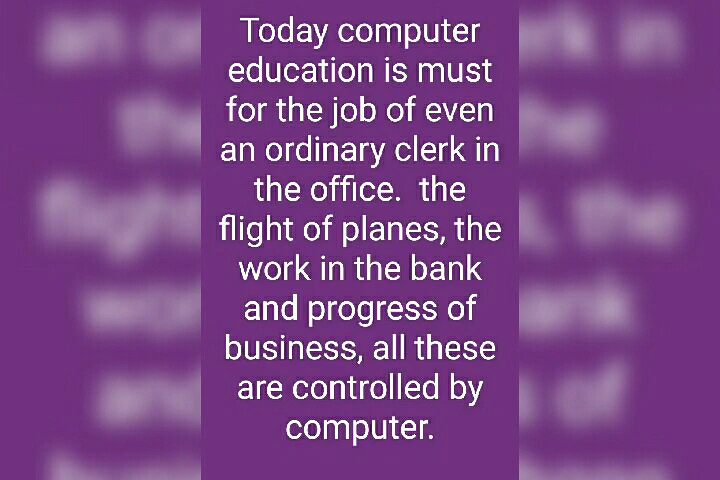 Today computer
education is must
for the job of even
an ordinary clerk in
the office.  the
flight of planes, the
work in the bank
and progress of
business, all these
are controlled by
computer.